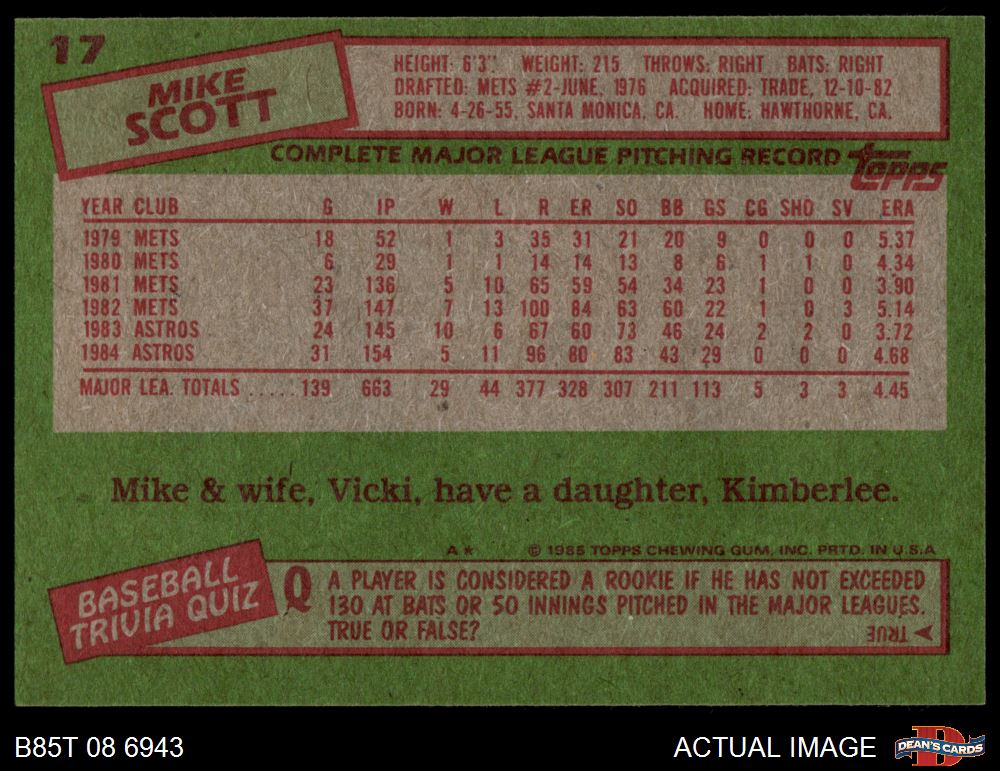 17
MIKE
SCOTT
HEIGHT: 6'3" WEIGHT: 215 THROWS: RIGHT BATS: RIGHT
DRAFTED: METS #2-JUNE, 1976 ACQUIRED: TRADE, 12-10-82
BORN: 4-26-55, SANTA MONICA, CA. HOME: HAWTHORNE, CA.
COMPLETE MAJOR LEAGUE PITCHING RECORD topps
YEAR CLUB G IP W L R ER SO BB GS CG SHO SV ERA
1979 METS 18 52 1 3 35 31 21 20 9 0 0 0 5.37
1980 METS 6 29 1 1 14 14 13 8 6 1 1 0 4.34
1981 METS 23 136 5 10 65 59 54 34 23 1 0 0 3.90
1982 METS 37 147 7 13 100 84 63 60 22 1 0 3 5.14
1983 ASTROS 24 145 10 6 67 60 73 46 24 2 2 0 3.72
1984 ASTROS 31 154 5 11 96 80 83 43 29 0 0 0 4.68
MAJOR LEA. TOTALS ..... 139 663 29 44 377 328 307 211 113 5 3 3 4.45
Mike & wife, Vicki, have a daughter, Kimberlee.
A* © 1985 TOPPS CHEWING GUM, INC. PRTD. IN U.S.A
BASEBALL
TRIVIA QUIZ
Q A PLAYER IS CONSIDERED A ROOKIE IF HE HAS NOT EXCEEDED
130 AT BATS OR 50 INNINGS PITCHED IN THE MAJOR LEAGUES.
TRUE OR FALSE?
TRUE
B85T 08 6943
ACTUAL IMAGE
D
DEAN'S CARDS